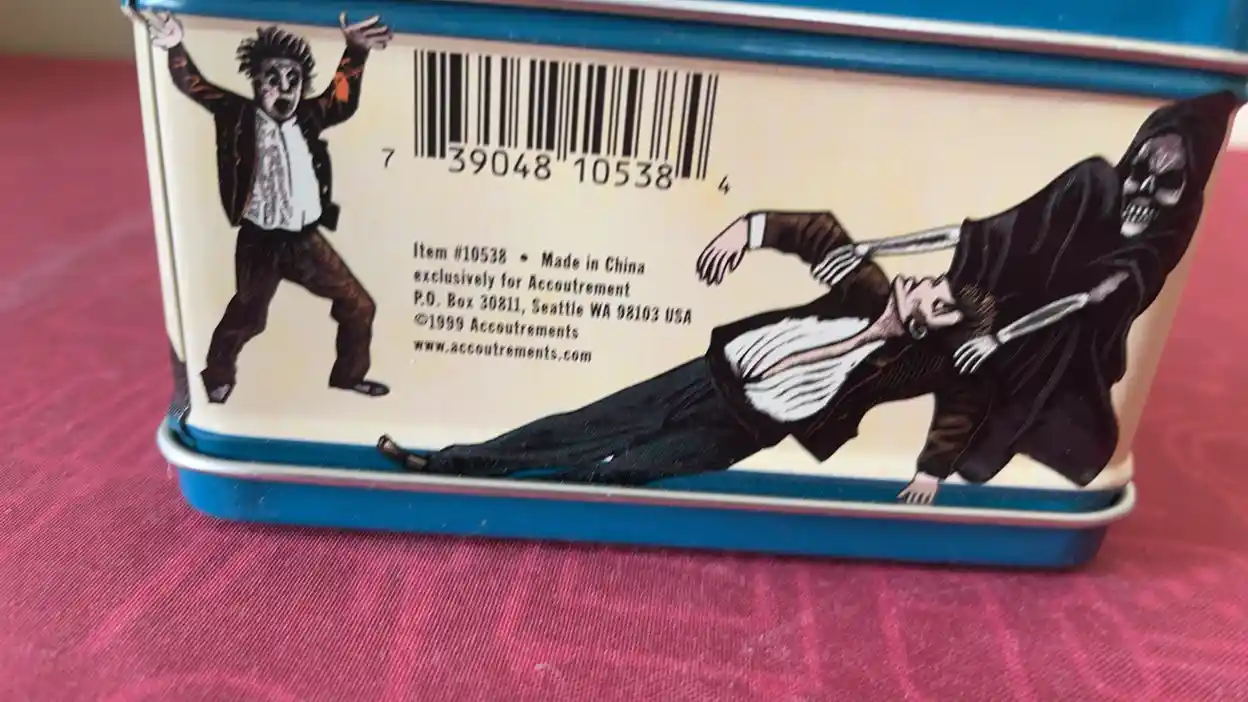 7 39048 10538 4
Item #10538 • Made in China
exclusively for Accoutrement
P.O. Box 30811, Seattle WA 98103 USA
©1999 Accoutrements
www.accoutrements.com